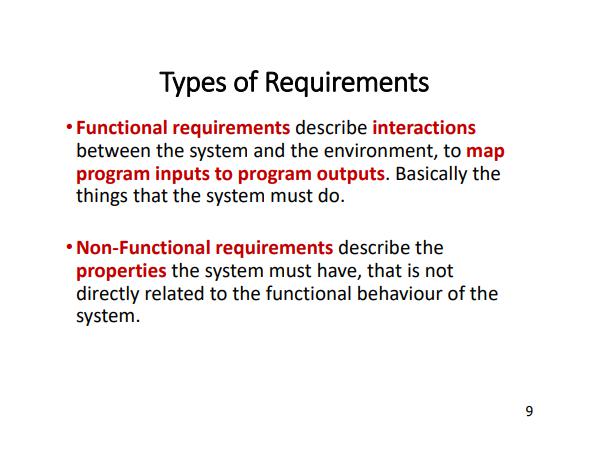 Types of Requirements
• Functional requirements describe interactions
between the system and the environment, to map
program inputs to program outputs. Basically the
things that the system must do.
• Non-Functional requirements describe the
properties the system must have, that is not
directly related to the functional behaviour of the
system.
9